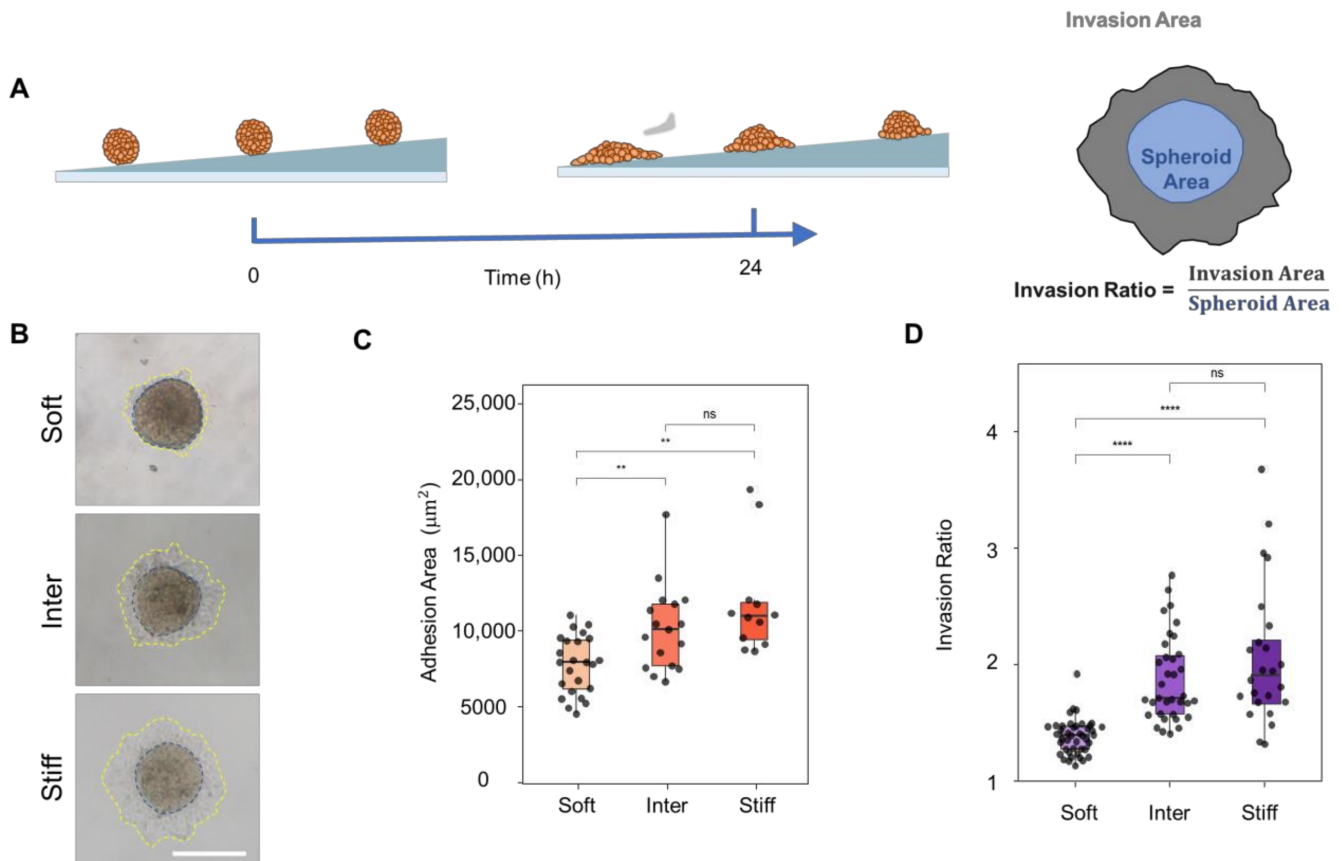 Invasion Area
A
Spheroid
Area
0
Time (h)
24
Invasion Ratio = Invasion Area
Spheroid Area
B
Soft
Inter
Stiff
C
Adhesion Area (μm²)
25,000
20,000
15,000
10,000
5000
0
ns
**
**
Soft Inter Stiff
D
Invasion Ratio
4
3
2
1
ns
****
****
Soft Inter Stiff